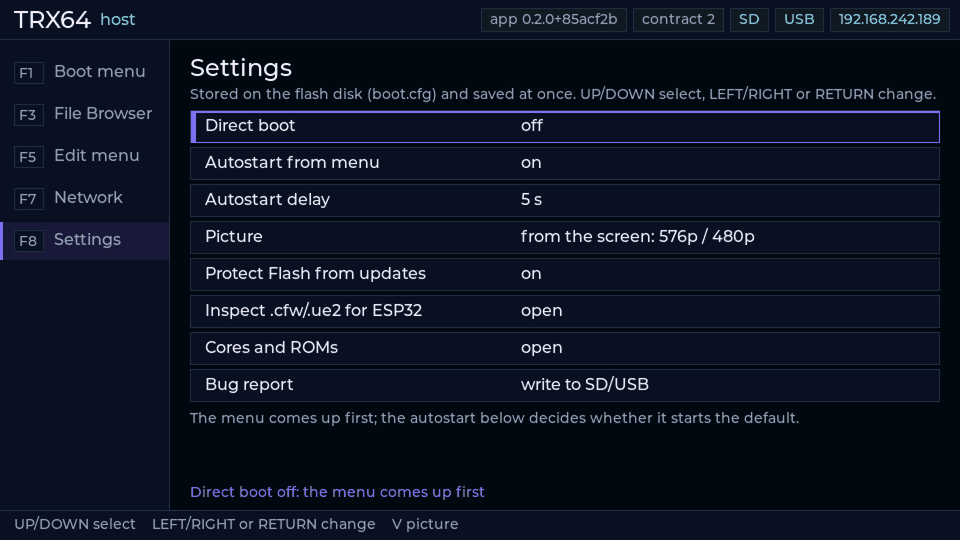 TRX64 host
app 0.2.0+85acf2b contract 2 SD USB 192.168.242.189
F1 Boot menu
F3 File Browser
F5 Edit menu
F7 Network
F8 Settings
Settings
Stored on the flash disk (boot.cfg) and saved at once. UP/DOWN select, LEFT/RIGHT or RETURN change.
Direct boot off
Autostart from menu on
Autostart delay 5 s
Picture from the screen: 576p / 480p
Protect Flash from updates on
Inspect .cfw/.ue2 for ESP32 open
Cores and ROMs open
Bug report write to SD/USB
The menu comes up first; the autostart below decides whether it starts the default.
Direct boot off: the menu comes up first
UP/DOWN select LEFT/RIGHT or RETURN change V picture